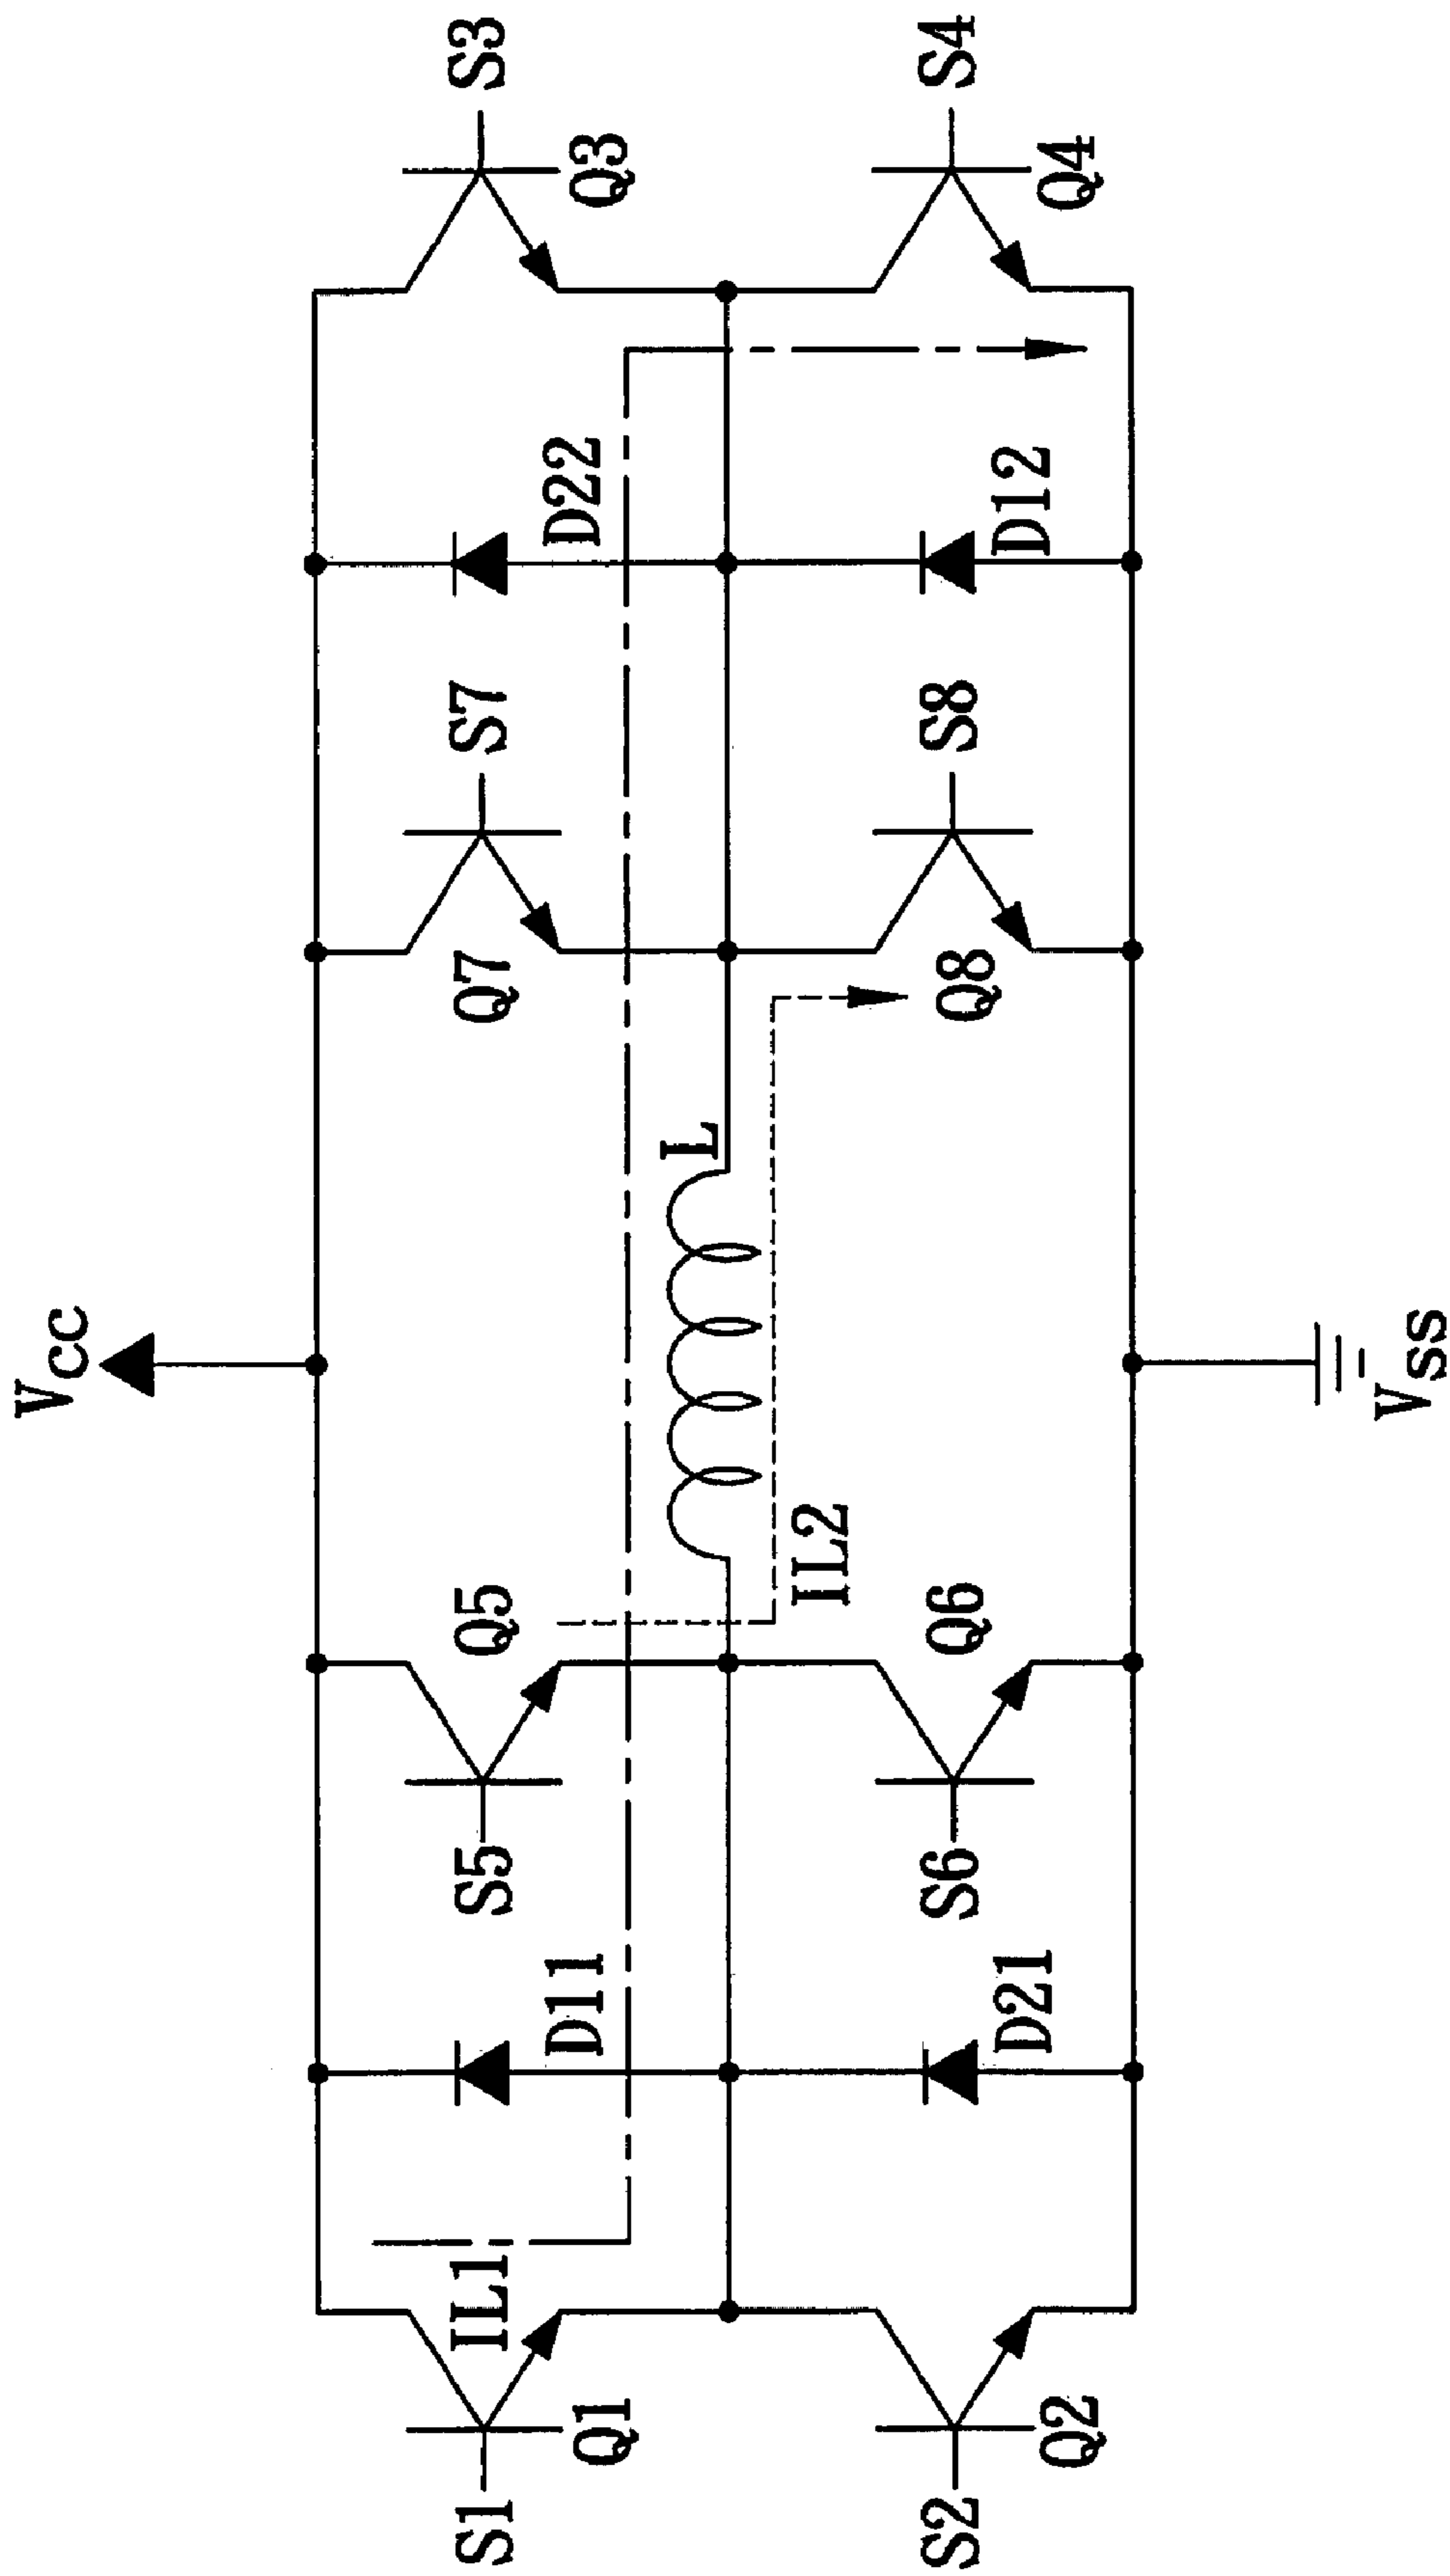 VCC
S1
Q1
IL1
D11
S5
Q5
Q7
S7
D22
Q3
S3
L
IL2
S2
Q2
D21
S6
Q6
Q8
S8
D12
Q4
S4
VSS